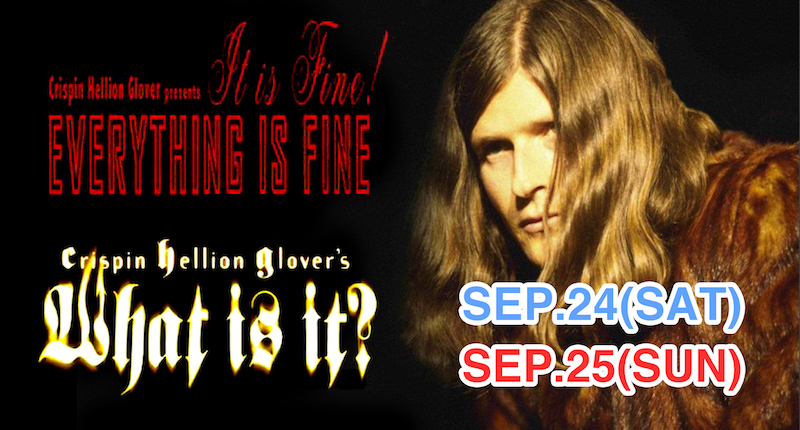 Crispin Hellion Glover presents It is Fine!
EVERYTHING IS FINE
crispin hellion glover's
What is it?
SEP.24(SAT)
SEP.25(SUN)